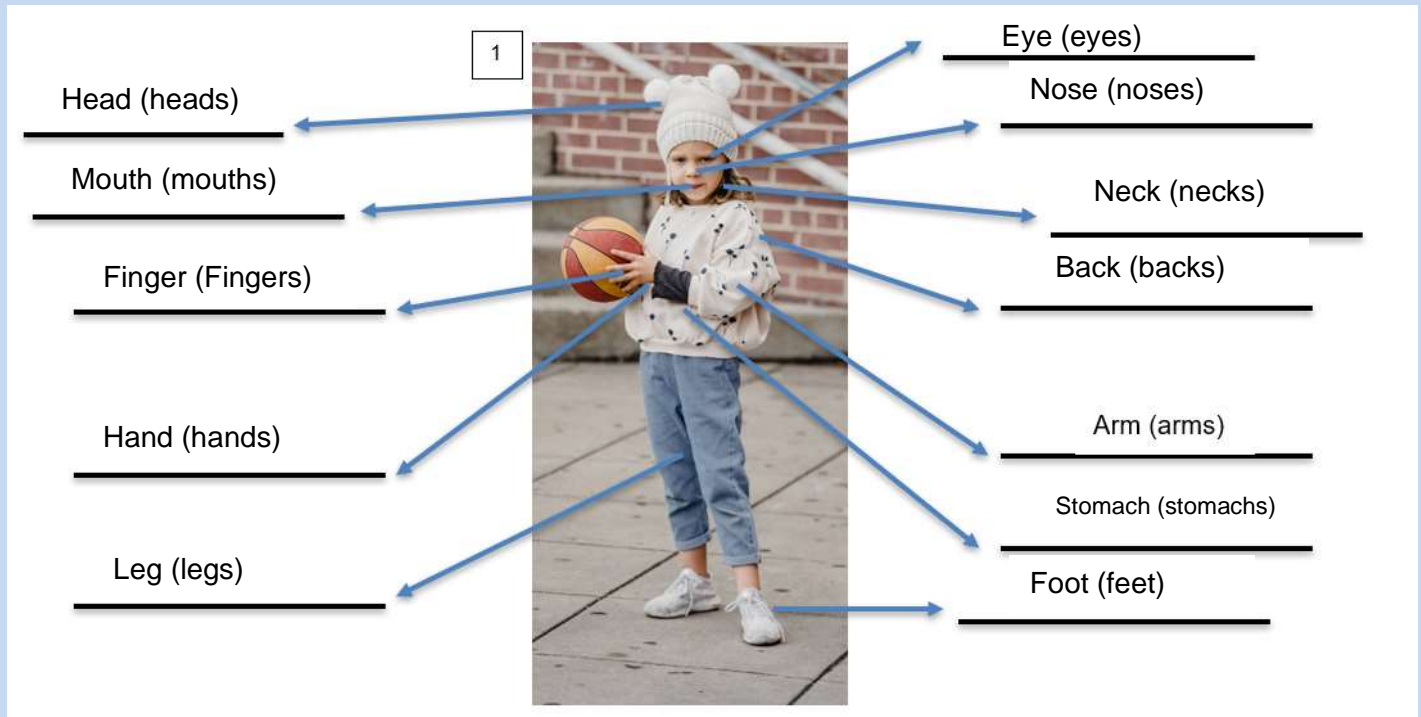 1
Head (heads)
Mouth (mouths)
Finger (Fingers)
Hand (hands)
Leg (legs)
Eye (eyes)
Nose (noses)
Neck (necks)
Back (backs)
Arm (arms)
Stomach (stomachs)
Foot (feet)